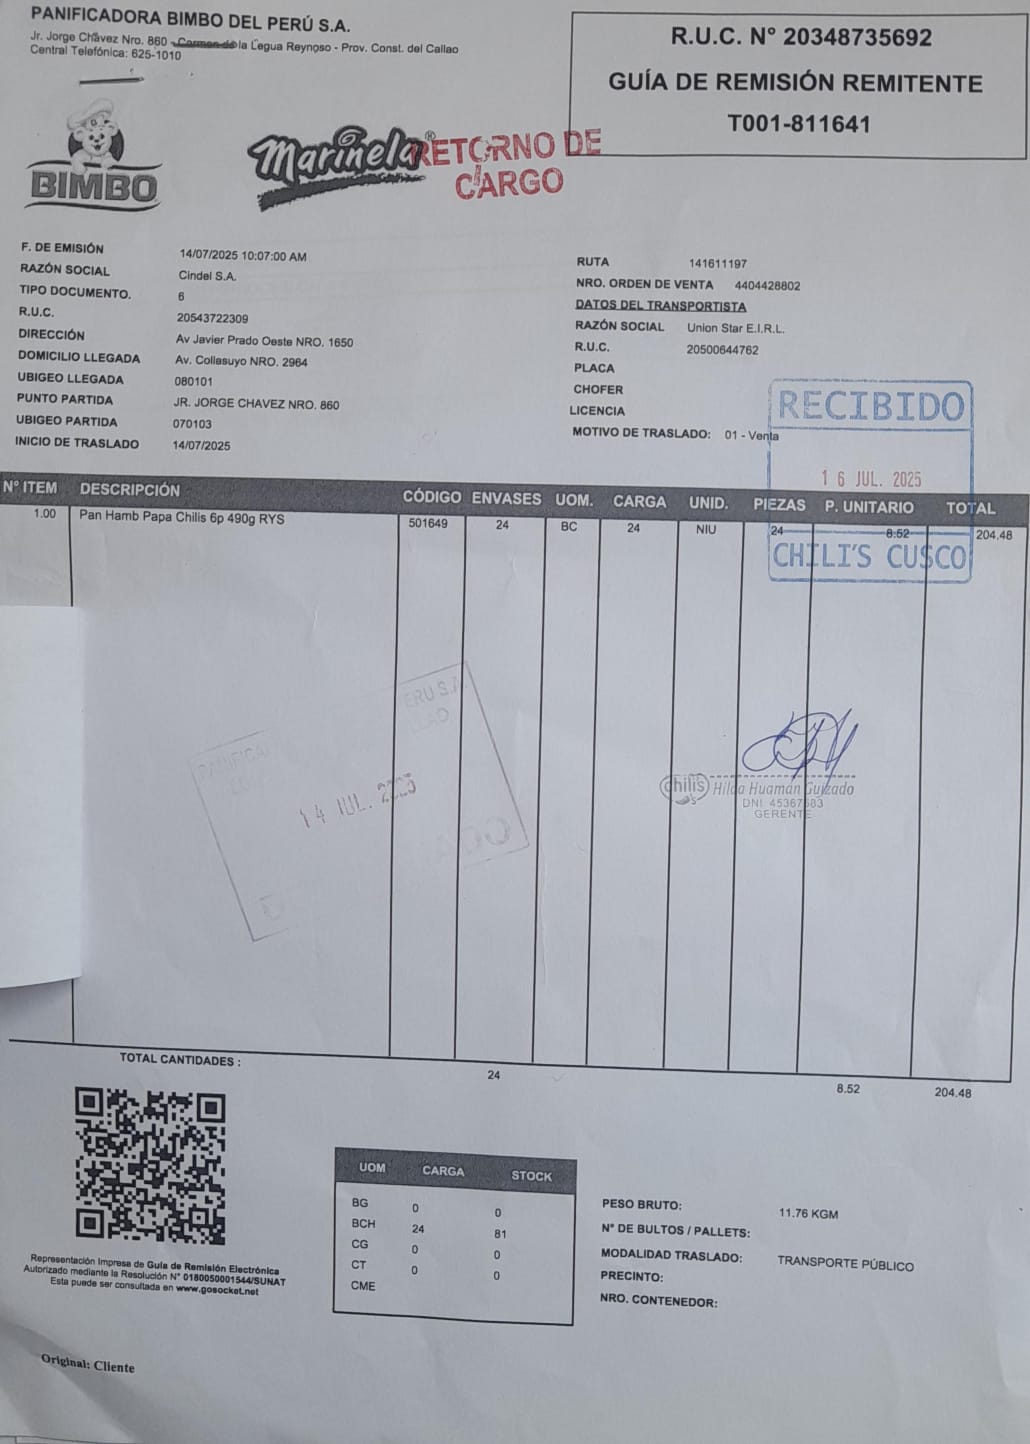 PANIFICADORA BIMBO DEL PERÚ S.A.
Jr. Jorge Chávez Nro. 860 - Carmen de la Legua Reynoso - Prov. Const. del Callao
Central Telefónica: 625-1010
R.U.C. N° 20348735692
GUÍA DE REMISIÓN REMITENTE
T001-811641
BIMBO
Marinela®
RETORNO DE
CARGO
F. DE EMISIÓN 14/07/2025 10:07:00 AM
RAZÓN SOCIAL Cindel S.A.
TIPO DOCUMENTO. 6
R.U.C. 20543722309
DIRECCIÓN Av Javier Prado Oeste NRO. 1650
DOMICILIO LLEGADA Av. Collasuyo NRO. 2964
UBIGEO LLEGADA 080101
PUNTO PARTIDA JR. JORGE CHAVEZ NRO. 860
UBIGEO PARTIDA 070103
INICIO DE TRASLADO 14/07/2025
RUTA 141611197
NRO. ORDEN DE VENTA 4404428802
DATOS DEL TRANSPORTISTA
RAZÓN SOCIAL Union Star E.I.R.L.
R.U.C. 20500644762
PLACA
CHOFER
LICENCIA
MOTIVO DE TRASLADO: 01 - Venta
RECIBIDO
16 JUL. 2025
CHILI'S CUSCO
N° ITEM DESCRIPCIÓN CÓDIGO ENVASES UOM. CARGA UNID. PIEZAS P. UNITARIO TOTAL
1.00 Pan Hamb Papa Chilis 6p 490g RYS 501649 24 BC 24 NIU 24 8.52 204.48
14 JUL. 2025
chilis Hilda Huamán Guizado
DNI. 45367683
GERENTE
TOTAL CANTIDADES : 24 8.52 204.48
UOM CARGA STOCK
BG 0 0
BCH 24 81
CG 0 0
CT 0 0
CME
PESO BRUTO: 11.76 KGM
N° DE BULTOS / PALLETS:
MODALIDAD TRASLADO: TRANSPORTE PÚBLICO
PRECINTO:
NRO. CONTENEDOR:
Representación Impresa de Guía de Remisión Electrónica
Autorizado mediante la Resolución N° 0180050001544/SUNAT
Esta puede ser consultada en www.gosocket.net
Original: Cliente